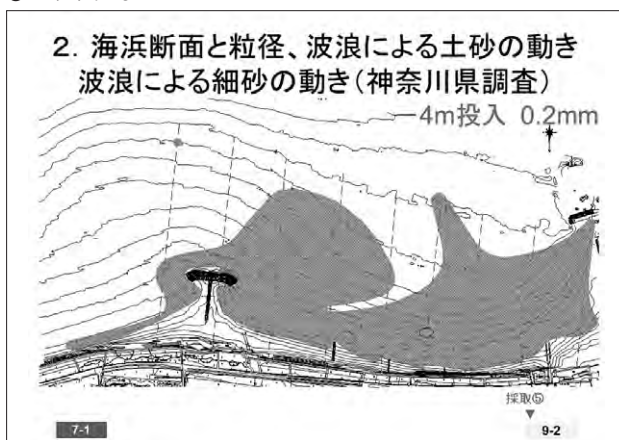 2. 海浜断面と粒径、波浪による土砂の動き
波浪による細砂の動き(神奈川県調査)
4m投入 0.2mm
採取⑤
7-1
9-2